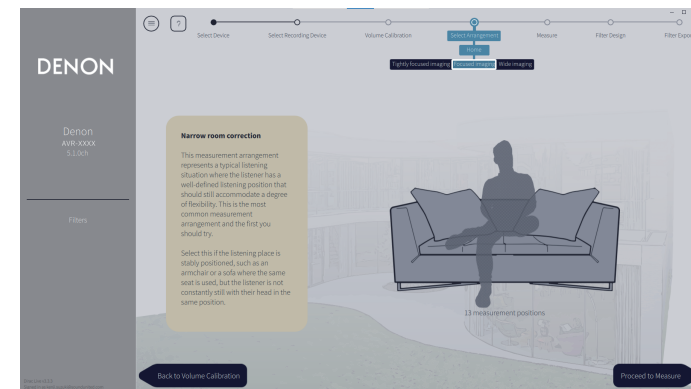 Select Device
Select Recording Device
Volume Calibration
Select Arrangement
Measure
Filter Design
Filter Expor
Home
Tightly focused imaging
Focused imaging
Wide imaging
DENON
Denon
AVR-XXXX
5.1.0ch
Filters
Narrow room correction
This measurement arrangement
represents a typical listening
situation where the listener has a
well-defined listening position that
should still accommodate a degree
of flexibility. This is the most
common measurement
arrangement and the first you
should try.
Select this if the listening place is
stably positioned, such as an
armchair or a sofa where the same
seat is used, but the listener is not
constantly still with their head in the
same position.
13 measurement positions
Back to Volume Calibration
Proceed to Measure